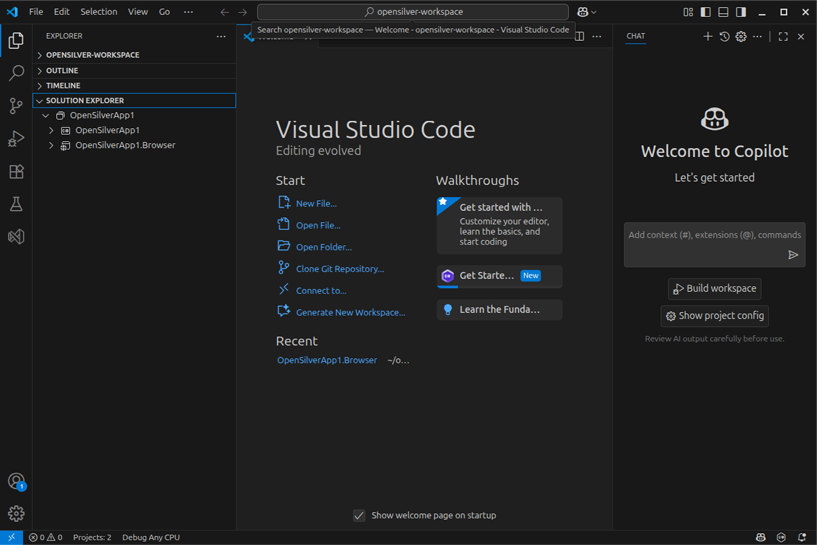 File Edit Selection View Go ··· opensilver-workspace
EXPLORER ···
Search opensilver-workspace — Welcome - opensilver-workspace - Visual Studio Code
CHAT
OPENSILVER-WORKSPACE
OUTLINE
TIMELINE
SOLUTION EXPLORER
OpenSilverApp1
OpenSilverApp1
OpenSilverApp1.Browser
Visual Studio Code
Editing evolved
Start
New File...
Open File...
Open Folder...
Clone Git Repository...
Connect to...
Generate New Workspace...
Recent
OpenSilverApp1.Browser ~/o...
Walkthroughs
Get started with ...
Customize your editor,
learn the basics, and
start coding
Get Starte... New
Learn the Funda...
Show welcome page on startup
Welcome to Copilot
Let's get started
Add context (#), extensions (@), commands
Build workspace
Show project config
Review AI output carefully before use.
1
0 0 Projects: 2 Debug Any CPU